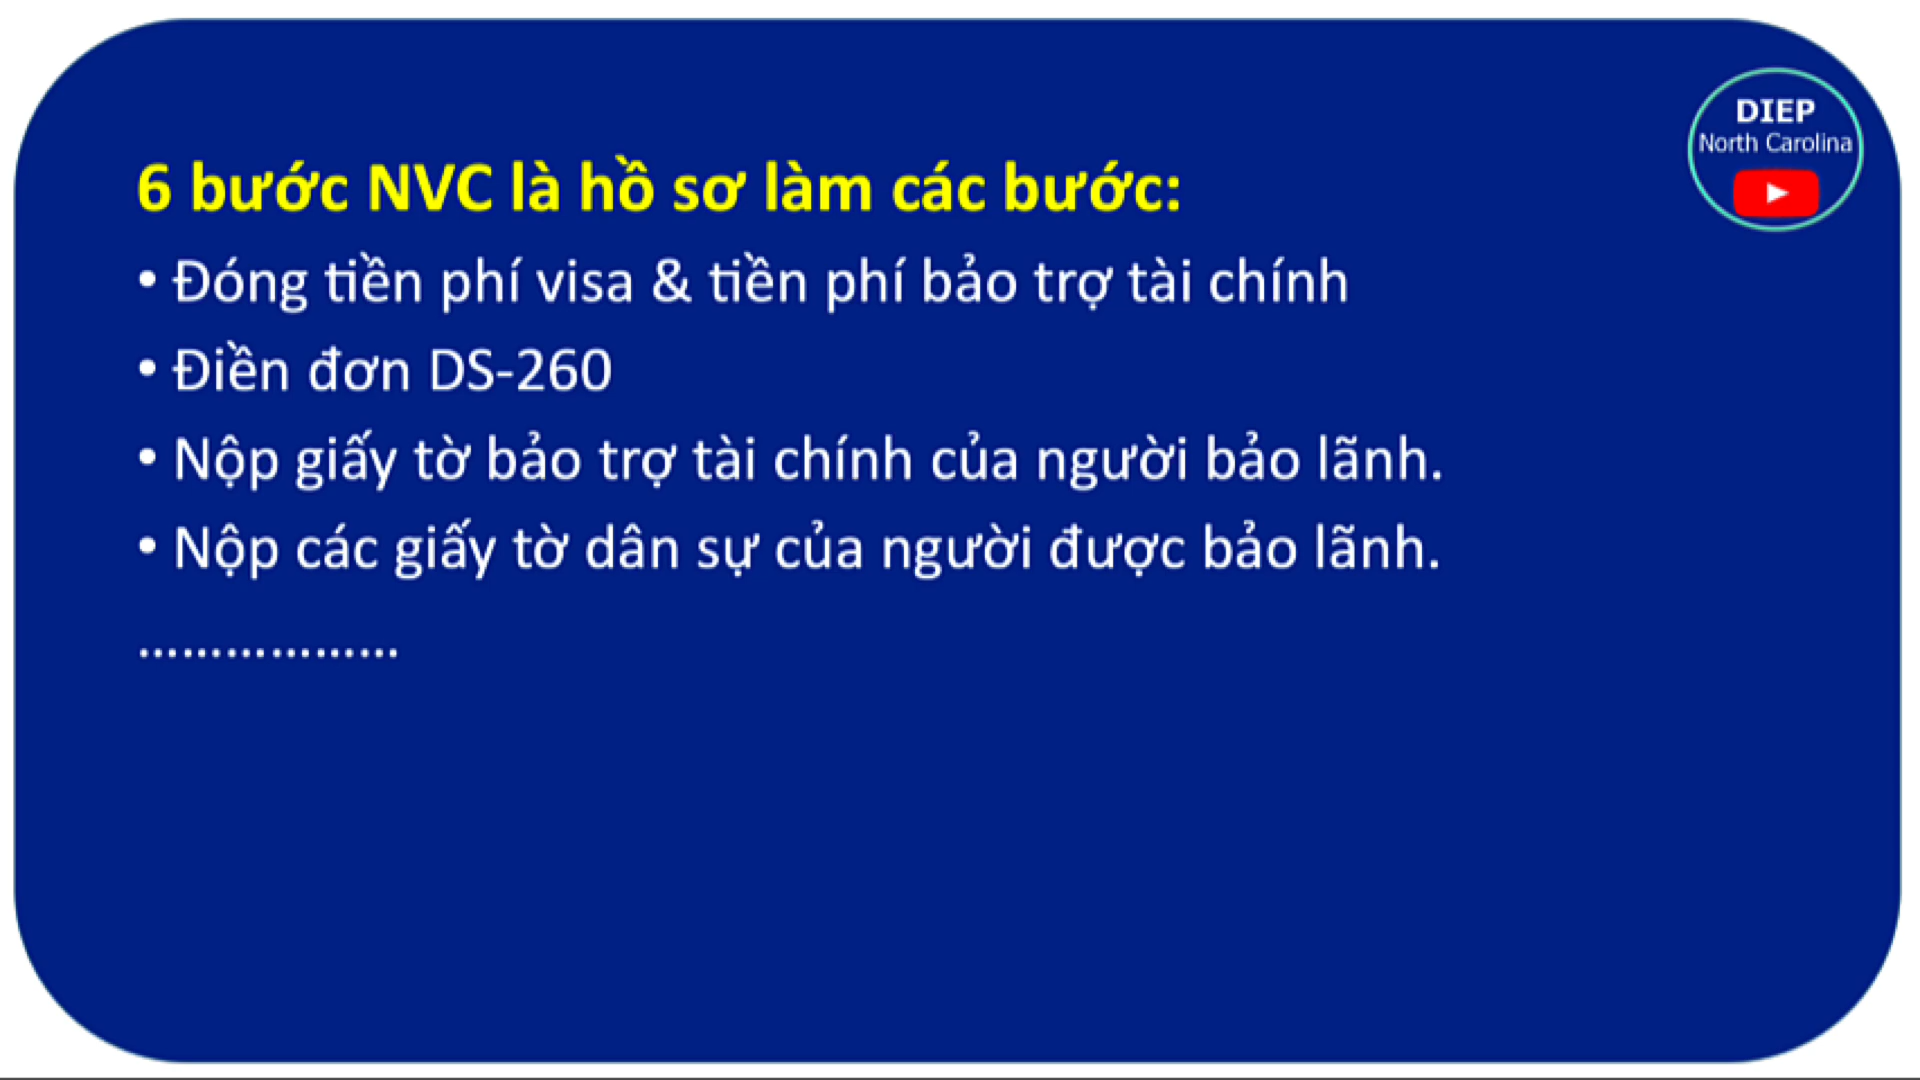 DIEP
North Carolina
6 bước NVC là hồ sơ làm các bước:
• Đóng tiền phí visa & tiền phí bảo trợ tài chính
• Điền đơn DS-260
• Nộp giấy tờ bảo trợ tài chính của người bảo lãnh.
• Nộp các giấy tờ dân sự của người được bảo lãnh.
………………